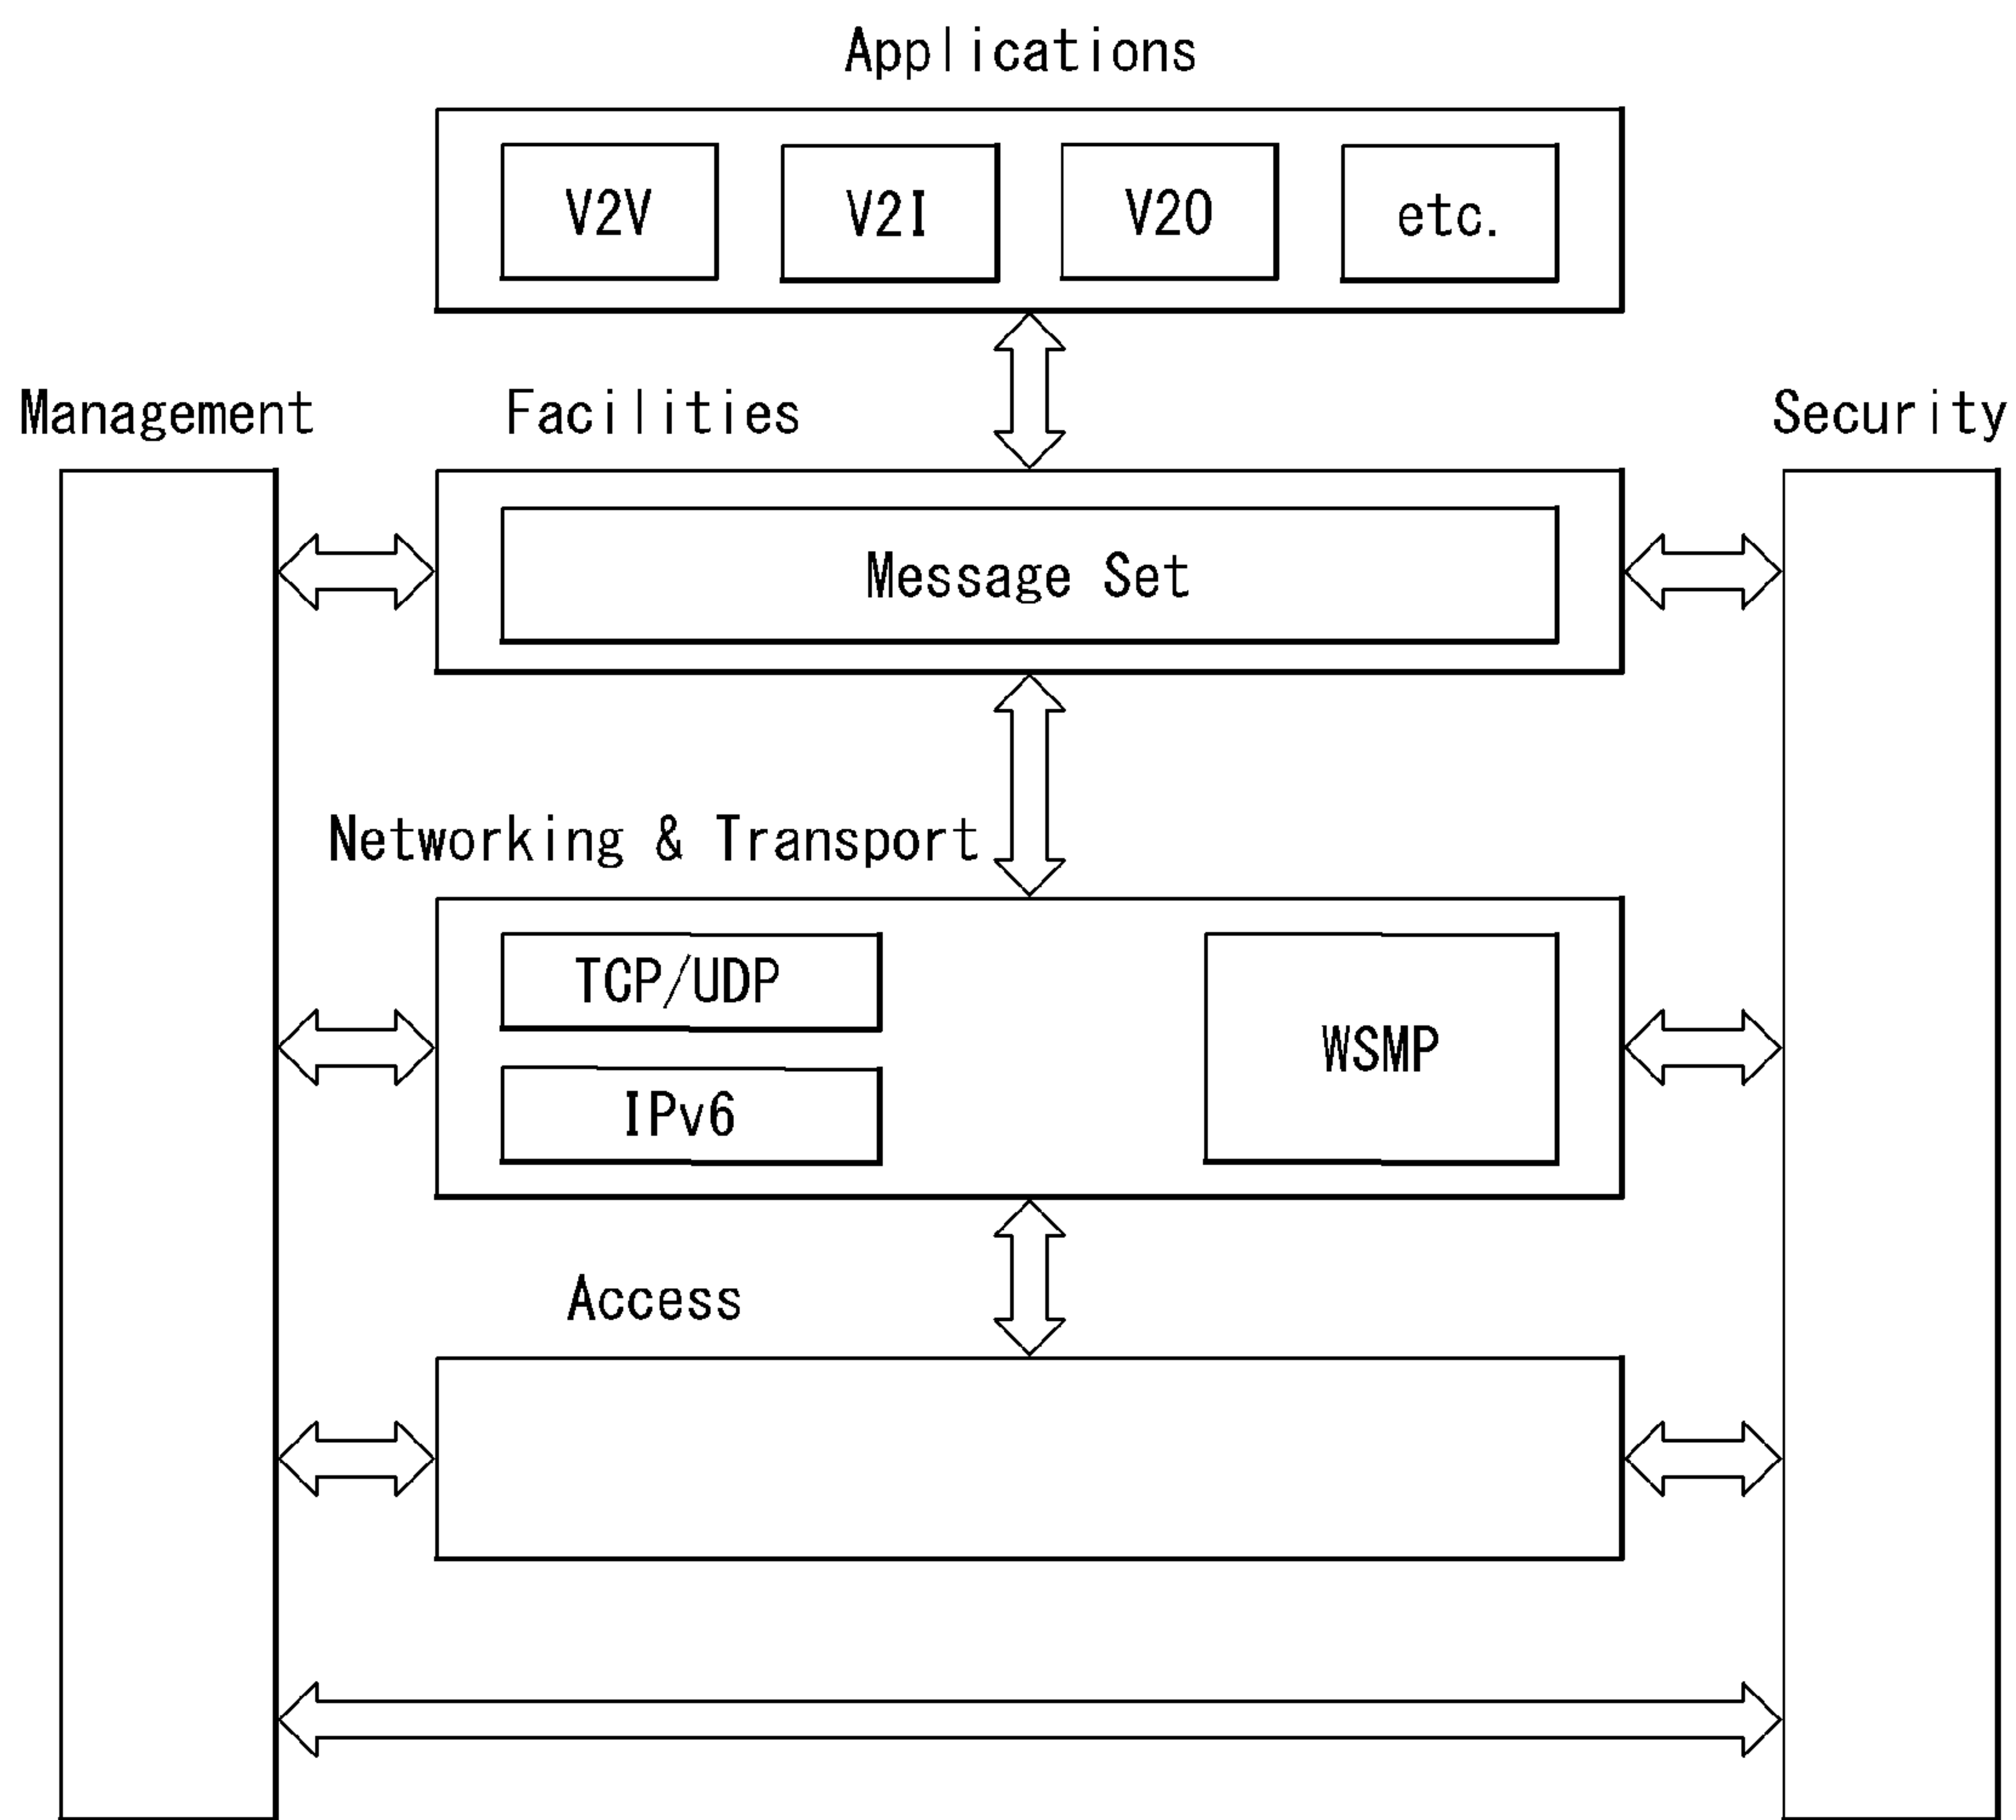 Applications
V2V V2I V2O etc.
Management Facilities Security
Message Set
Networking & Transport
TCP/UDP
WSMP
IPv6
Access